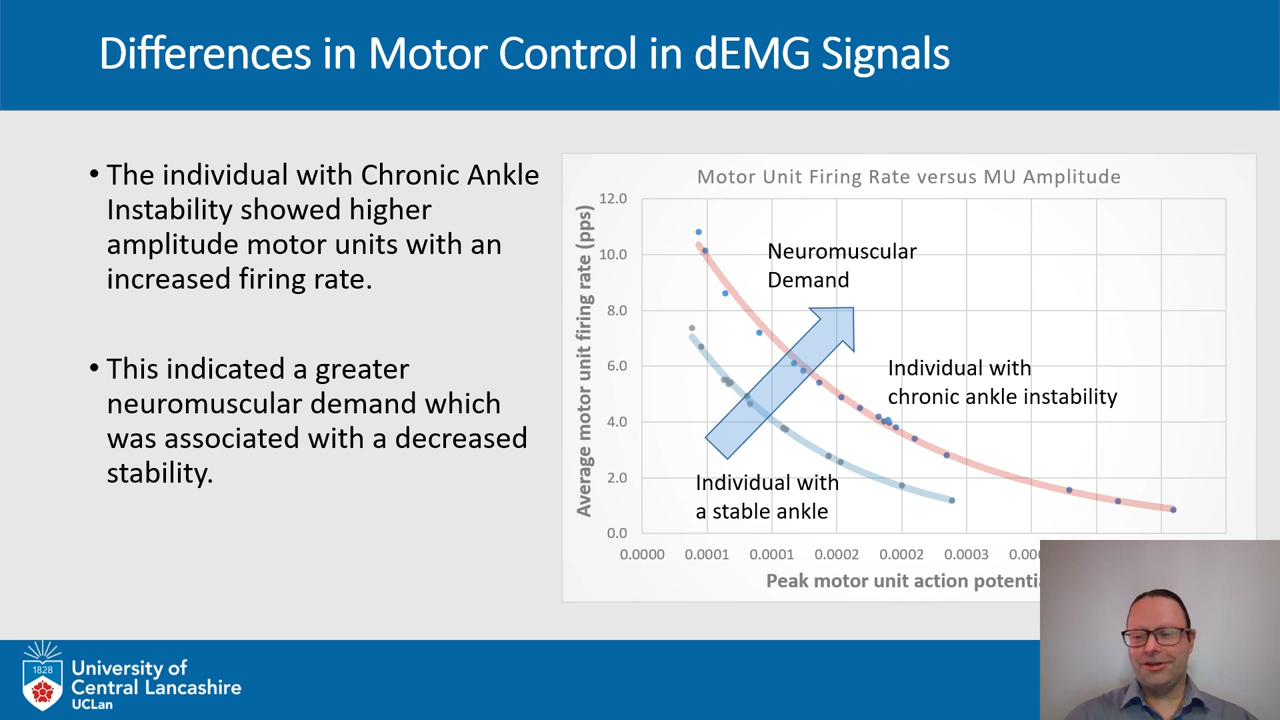 Differences in Motor Control in dEMG Signals
• The individual with Chronic Ankle
Instability showed higher
amplitude motor units with an
increased firing rate.
• This indicated a greater
neuromuscular demand which
was associated with a decreased
stability.
Motor Unit Firing Rate versus MU Amplitude
Average motor unit firing rate (pps)
12.0
10.0
8.0
6.0
4.0
2.0
0.0
Neuromuscular
Demand
Individual with
chronic ankle instability
Individual with
a stable ankle
0.0000 0.0001 0.0001 0.0002 0.0002 0.0003
Peak motor unit action
1828
University of
Central Lancashire
UCLan